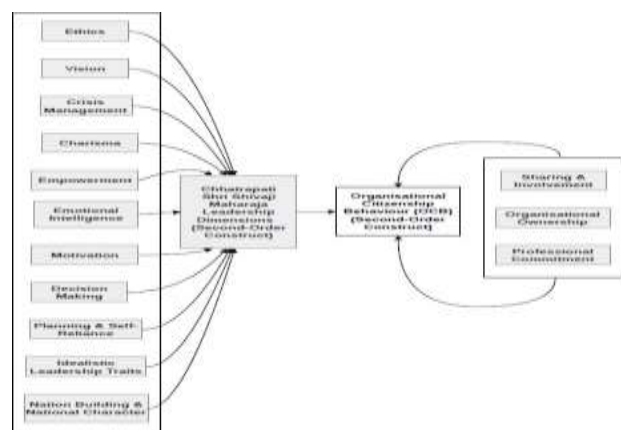 Ethics
Vision
Crisis
Management
Charisma
Empowerment
Emotional
Intelligence
Motivation
Decision
Making
Planning & Self-
Reliance
Idealistic
Leadership Traits
Nation Building &
National Character
Chhatrapati
Shri Shivaji
Maharaja
Leadership
Dimensions
(Second-Order
Construct)
Organisational
Citizenship
Behaviour (OCB)
(Second-Order
Construct)
Sharing &
Involvement
Organisational
Ownership
Professional
Commitment